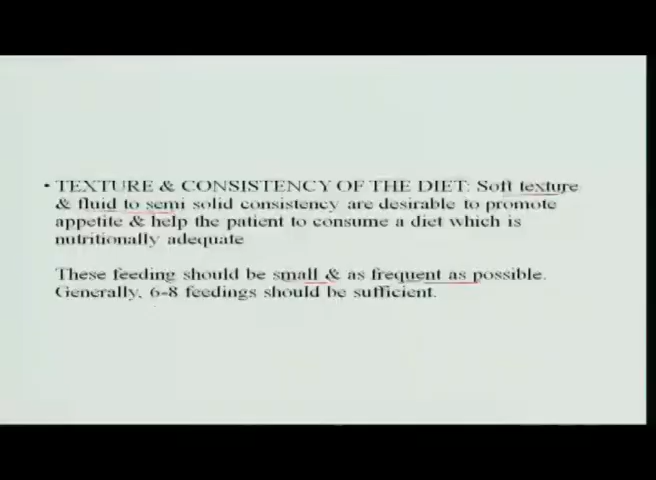 • TEXTURE & CONSISTENCY OF THE DIET: Soft texture
& fluid to semi solid consistency are desirable to promote
appetite & help the patient to consume a diet which is
nutritionally adequate
These feeding should be small & as frequent as possible.
Generally, 6-8 feedings should be sufficient.